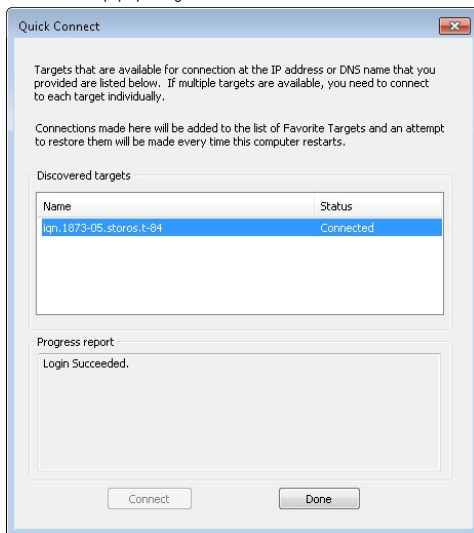 Quick Connect
Targets that are available for connection at the IP address or DNS name that you
provided are listed below. If multiple targets are available, you need to connect
to each target individually.
Connections made here will be added to the list of Favorite Targets and an attempt
to restore them will be made every time this computer restarts.
Discovered targets
Name Status
iqn.1873-05.storos.t-84 Connected
Progress report
Login Succeeded.
Connect Done